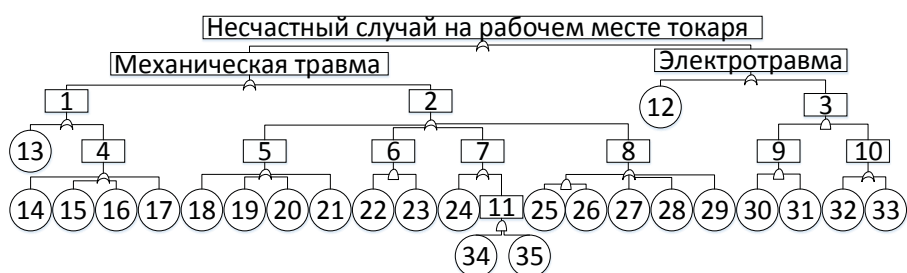 Несчастный случай на рабочем месте токаря
Механическая травма Электротравма
1 2 12 3
13 4 5 6 7 8 9 10
14 15 16 17 18 19 20 21 22 23 24 11 25 26 27 28 29 30 31 32 33
34 35